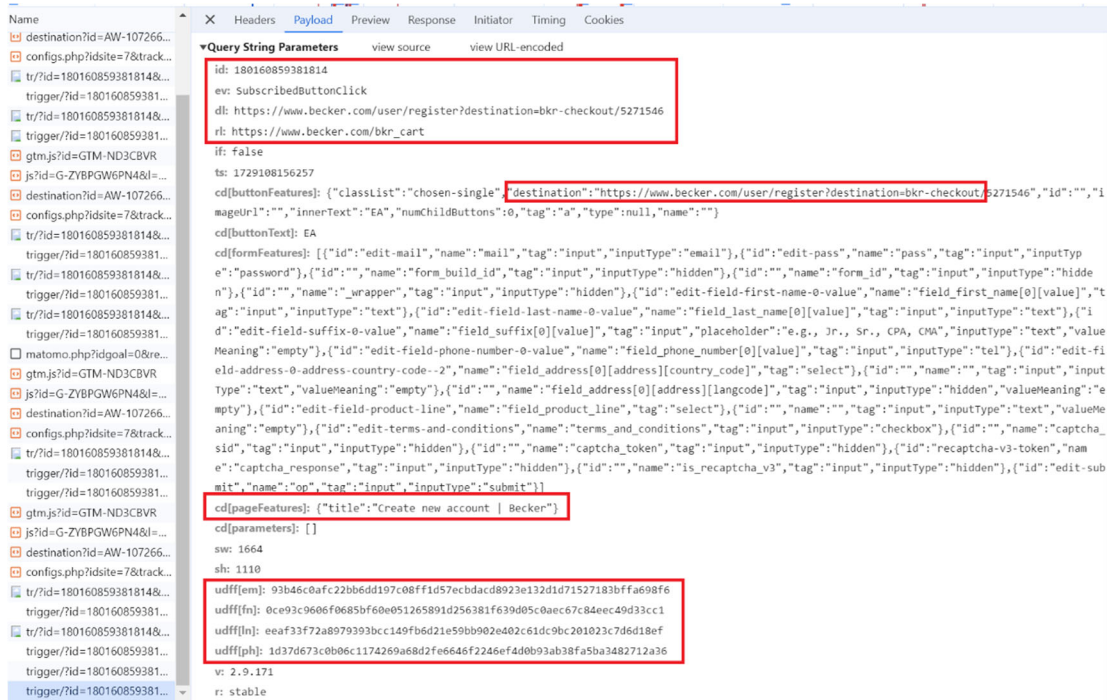 Name
destination?id=AW-107266...
configs.php?idsite=7&track...
tr/?id=180160859381814&...
trigger/?id=180160859381...
tr/?id=180160859381814&...
trigger/?id=180160859381...
gtm.js?id=GTM-ND3CBVR
js?id=G-ZYBPGW6PN4&l=...
destination?id=AW-107266...
configs.php?idsite=7&track...
tr/?id=180160859381814&...
trigger/?id=180160859381...
tr/?id=180160859381814&...
trigger/?id=180160859381...
tr/?id=180160859381814&...
trigger/?id=180160859381...
matomo.php?idgoal=0&re...
gtm.js?id=GTM-ND3CBVR
js?id=G-ZYBPGW6PN4&l=...
destination?id=AW-107266...
configs.php?idsite=7&track...
tr/?id=180160859381814&...
trigger/?id=180160859381...
trigger/?id=180160859381...
gtm.js?id=GTM-ND3CBVR
js?id=G-ZYBPGW6PN4&l=...
destination?id=AW-107266...
configs.php?idsite=7&track...
tr/?id=180160859381814&...
trigger/?id=180160859381...
tr/?id=180160859381814&...
trigger/?id=180160859381...
trigger/?id=180160859381...
Headers Payload Preview Response Initiator Timing Cookies
▼Query String Parameters view source view URL-encoded
id: 180160859381814
ev: SubscribedButtonClick
dl: https://www.becker.com/user/register?destination=bkr-checkout/5271546
rl: https://www.becker.com/bkr_cart
if: false
ts: 1729108156257
cd[buttonFeatures]: {"classList":"chosen-single","destination":"https://www.becker.com/user/register?destination=bkr-checkout/5271546","id":"","i
mageUrl":"","innerText":"EA","numChildButtons":0,"tag":"a","type":null,"name":""}
cd[buttonText]: EA
cd[formFeatures]: [{"id":"edit-mail","name":"mail","tag":"input","inputType":"email"},{"id":"edit-pass","name":"pass","tag":"input","inputTyp
e":"password"},{"id":"","name":"form_build_id","tag":"input","inputType":"hidden"},{"id":"","name":"form_id","tag":"input","inputType":"hidde
n"},{"id":"","name":"_wrapper","tag":"input","inputType":"hidden"},{"id":"edit-field-first-name-0-value","name":"field_first_name[0][value]","t
ag":"input","inputType":"text"},{"id":"edit-field-last-name-0-value","name":"field_last_name[0][value]","tag":"input","inputType":"text"},{"i
d":"edit-field-suffix-0-value","name":"field_suffix[0][value]","tag":"input","placeholder":"e.g., Jr., Sr., CPA, CMA","inputType":"text","value
Meaning":"empty"},{"id":"edit-field-phone-number-0-value","name":"field_phone_number[0][value]","tag":"input","inputType":"tel"},{"id":"edit-fi
eld-address-0-address-country-code--2","name":"field_address[0][address][country_code]","tag":"select"},{"id":"","name":"","tag":"input","input
Type":"text","valueMeaning":"empty"},{"id":"","name":"field_address[0][address][langcode]","tag":"input","inputType":"hidden","valueMeaning":"e
mpty"},{"id":"edit-field-product-line","name":"field_product_line","tag":"select"},{"id":"","name":"","tag":"input","inputType":"text","valueMe
aning":"empty"},{"id":"edit-terms-and-conditions","name":"terms_and_conditions","tag":"input","inputType":"checkbox"},{"id":"","name":"captcha_
sid","tag":"input","inputType":"hidden"},{"id":"","name":"captcha_token","tag":"input","inputType":"hidden"},{"id":"recaptcha-v3-token","nam
e":"captcha_response","tag":"input","inputType":"hidden"},{"id":"","name":"is_recaptcha_v3","tag":"input","inputType":"hidden"},{"id":"edit-sub
mit","name":"op","tag":"input","inputType":"submit"}]
cd[pageFeatures]: {"title":"Create new account | Becker"}
cd[parameters]: []
sw: 1664
sh: 1110
udff[em]: 93b46c0afc22bb6dd197c08ff1d57ecbdacd8923e132d1d71527183bffa698f6
udff[fn]: 0ce93c9606f0685bf60e051265891d256381f639d05c0aec67c84eec49d33cc1
udff[ln]: eeaf33f72a8979393bcc149fb6d21e59bb902e402c61dc9bc201023c7d6d18ef
udff[ph]: 1d37d673c0b06c1174269a68d2fe6646f2246ef4d0b93ab38fa5ba3482712a36
v: 2.9.171
r: stable